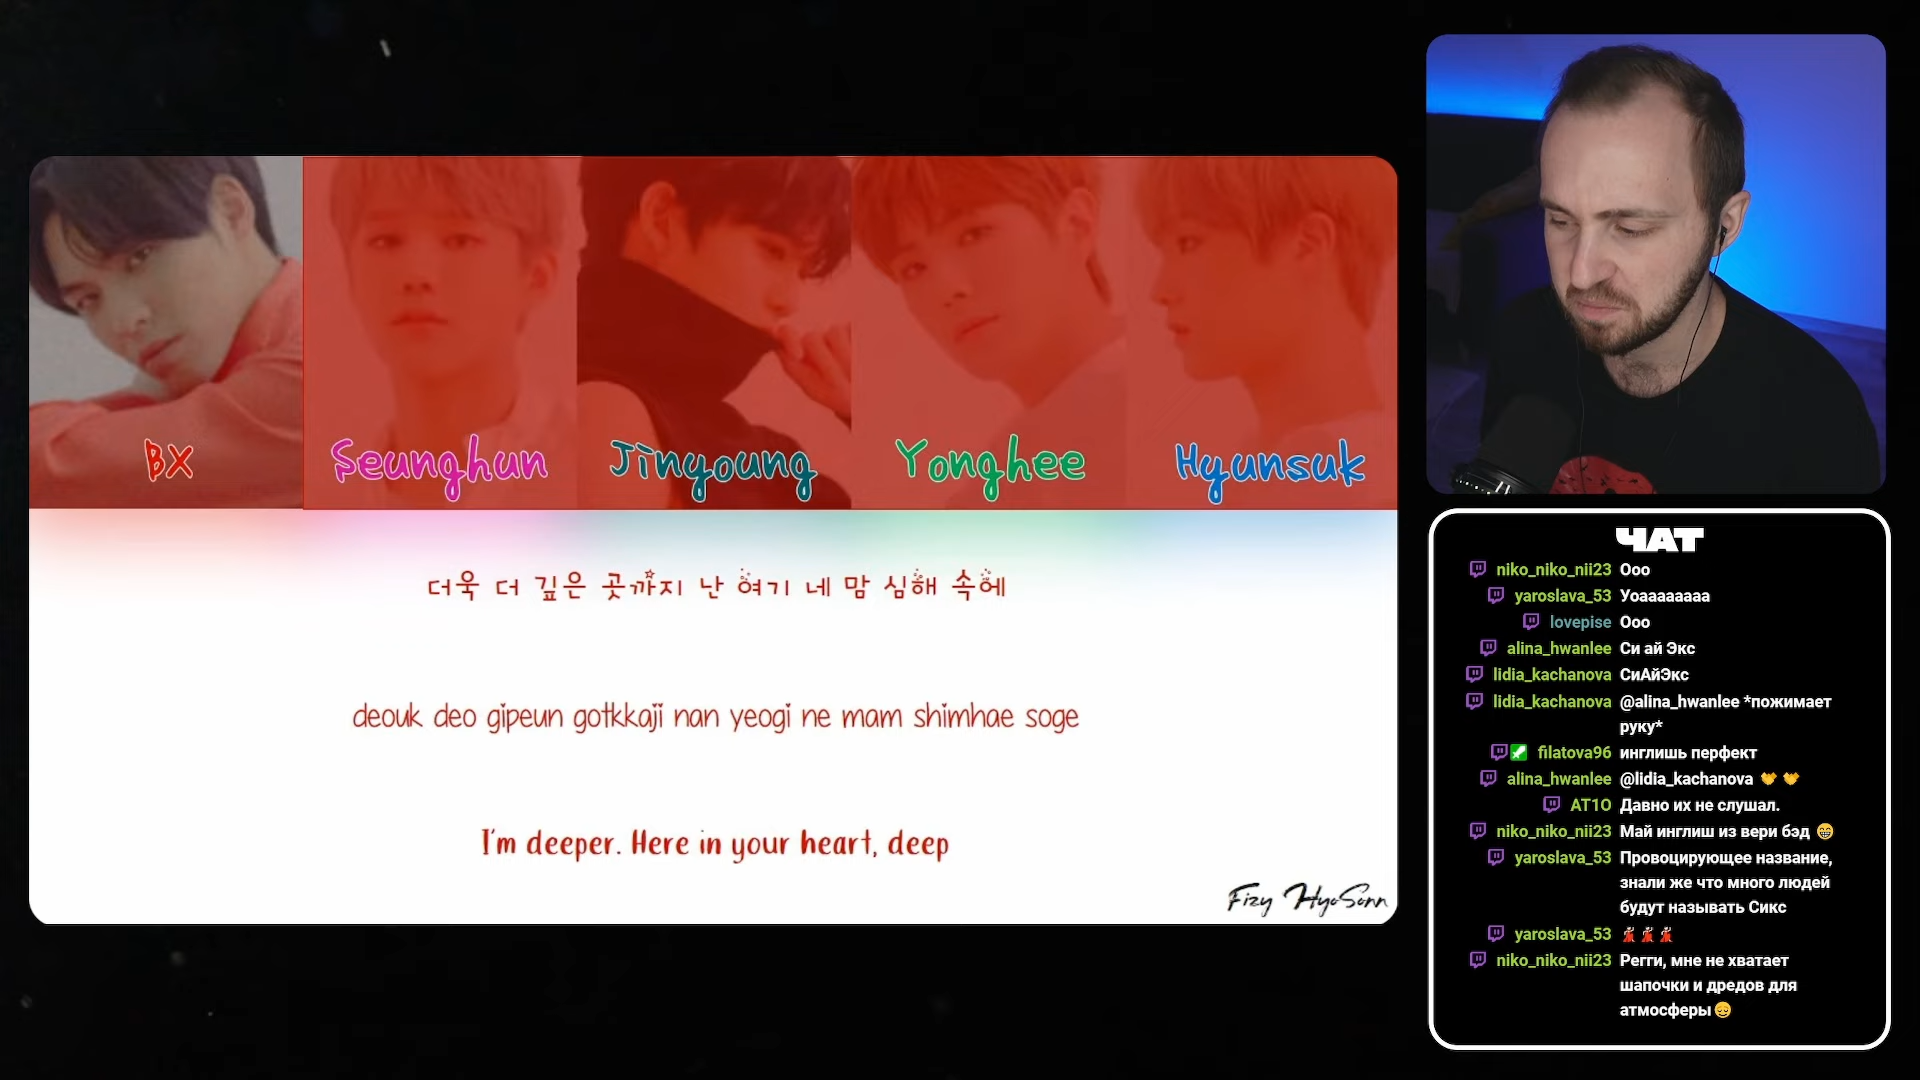 BX
Seunghun
Jinyoung
Yonghee
Hyunsuk
더욱 더 깊은 곳까지 난 여기 네 맘 심해 속에
deouk deo gipeun gotkkaji nan yeogi ne mam shimhae soge
I'm deeper. Here in your heart, deep
Fizy HyoSonn
ЧАТ
niko_niko_nii23 Ооо
yaroslava_53 Уоаааааааа
lovepise Ооо
alina_hwanlee Си ай Экс
lidia_kachanova СиАйЭкс
lidia_kachanova @alina_hwanlee *пожимает
руку*
filatova96 инглишь перфект
alina_hwanlee @lidia_kachanova 🤝 🤝
AT1O Давно их не слушал.
niko_niko_nii23 Май инглиш из вери бэд 😁
yaroslava_53 Провоцирующее название,
знали же что много людей
будут называть Сикс
yaroslava_53 💃💃💃
niko_niko_nii23 Регги, мне не хватает
шапочки и дредов для
атмосферы😌